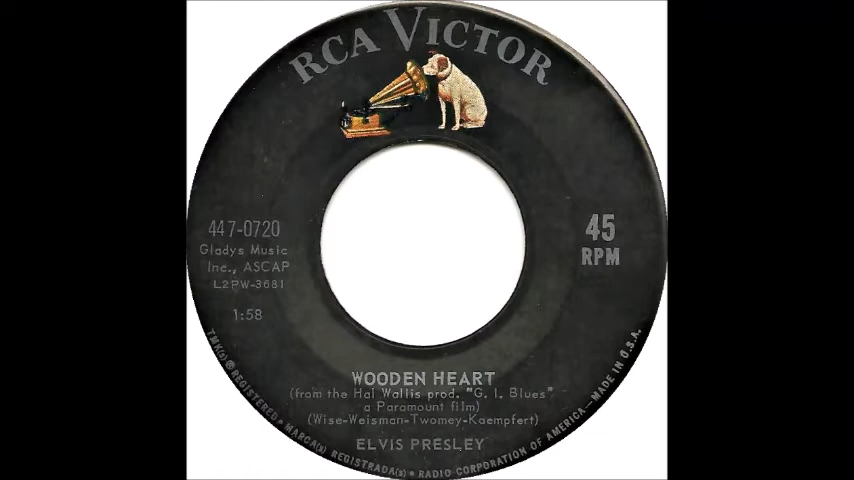 RCA VICTOR
447-0720
Gladys Music
Inc., ASCAP
L2PW-3681
1:58
45
RPM
WOODEN HEART
(from the Hal Wallis prod. "G. I. Blues"
a Paramount film)
(Wise-Weisman-Twomey-Kaempfert)
ELVIS PRESLEY
TMK(s) ® REGISTERED • MARCA(s) REGISTRADA(s) • RADIO CORPORATION OF AMERICA—MADE IN U.S.A.